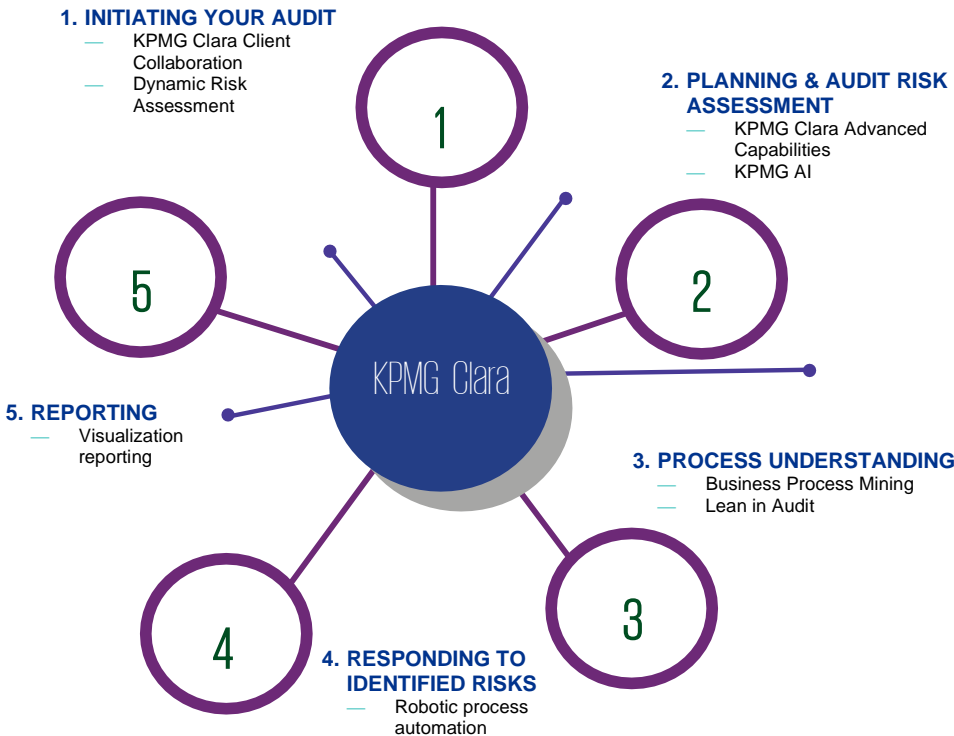 1. INITIATING YOUR AUDIT
— KPMG Clara Client
Collaboration
— Dynamic Risk
Assessment
1
2. PLANNING & AUDIT RISK
ASSESSMENT
— KPMG Clara Advanced
Capabilities
— KPMG AI
2
5
KPMG Clara
5. REPORTING
— Visualization
reporting
3. PROCESS UNDERSTANDING
— Business Process Mining
— Lean in Audit
3
4
4. RESPONDING TO
IDENTIFIED RISKS
— Robotic process
automation